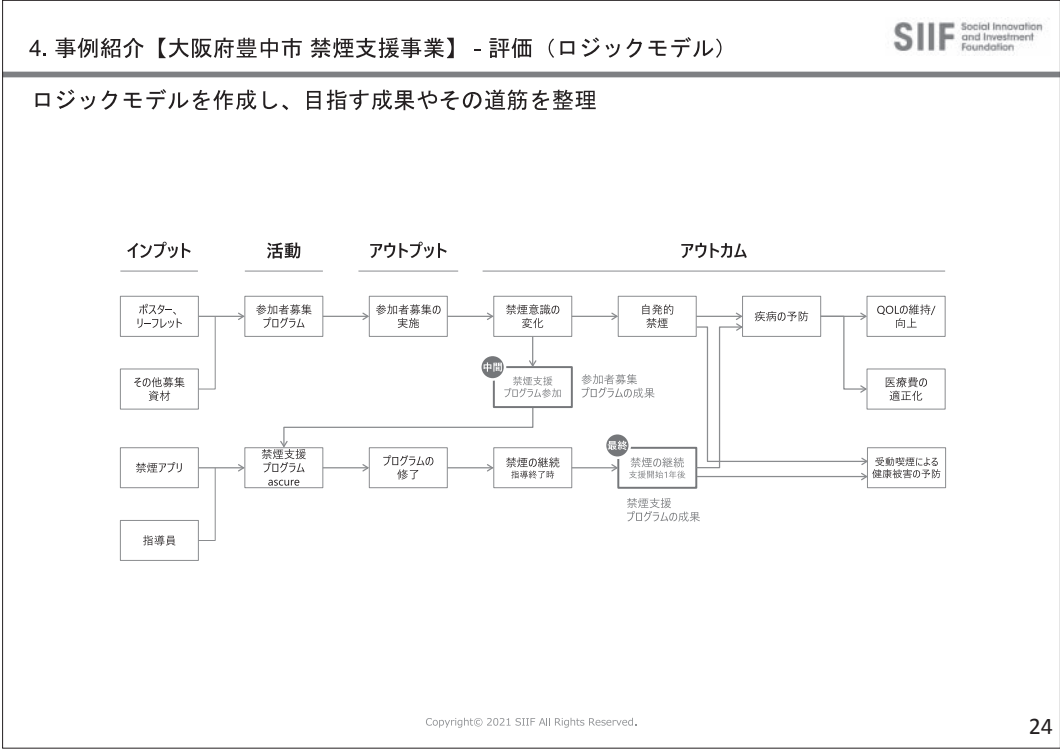 4. 事例紹介【大阪府豊中市 禁煙支援事業】 - 評価（ロジックモデル）
SIIF
Social Innovation
and Investment
Foundation
ロジックモデルを作成し、目指す成果やその道筋を整理
インプット
活動
アウトプット
アウトカム
ポスター、
リーフレット
参加者募集
プログラム
参加者募集の
実施
禁煙意識の
変化
自発的
禁煙
疾病の予防
QOLの維持/
向上
その他募集
資材
中間
禁煙支援
プログラム参加
参加者募集
プログラムの成果
医療費の
適正化
禁煙アプリ
禁煙支援
プログラム
ascure
プログラムの
修了
禁煙の継続
指導終了時
最終
禁煙の継続
支援開始1年後
受動喫煙による
健康被害の予防
禁煙支援
プログラムの成果
指導員
Copyright© 2021 SIIF All Rights Reserved.
24